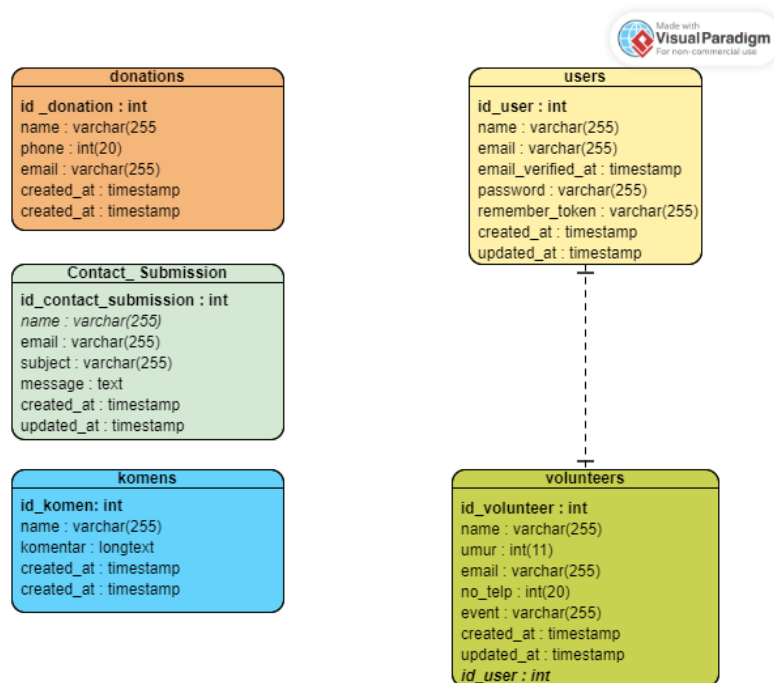 Made with
Visual Paradigm
For non-commercial use
donations
id _donation : int
name : varchar(255
phone : int(20)
email : varchar(255)
created_at : timestamp
created_at : timestamp
users
id_user : int
name : varchar(255)
email : varchar(255)
email_verified_at : timestamp
password : varchar(255)
remember_token : varchar(255)
created_at : timestamp
updated_at : timestamp
Contact_ Submission
id_contact_submission : int
name : varchar(255)
email : varchar(255)
subject : varchar(255)
message : text
created_at : timestamp
updated_at : timestamp
komens
id_komen: int
name : varchar(255)
komentar : longtext
created_at : timestamp
created_at : timestamp
volunteers
id_volunteer : int
name : varchar(255)
umur : int(11)
email : varchar(255)
no_telp : int(20)
event : varchar(255)
created_at : timestamp
updated_at : timestamp
id_user : int